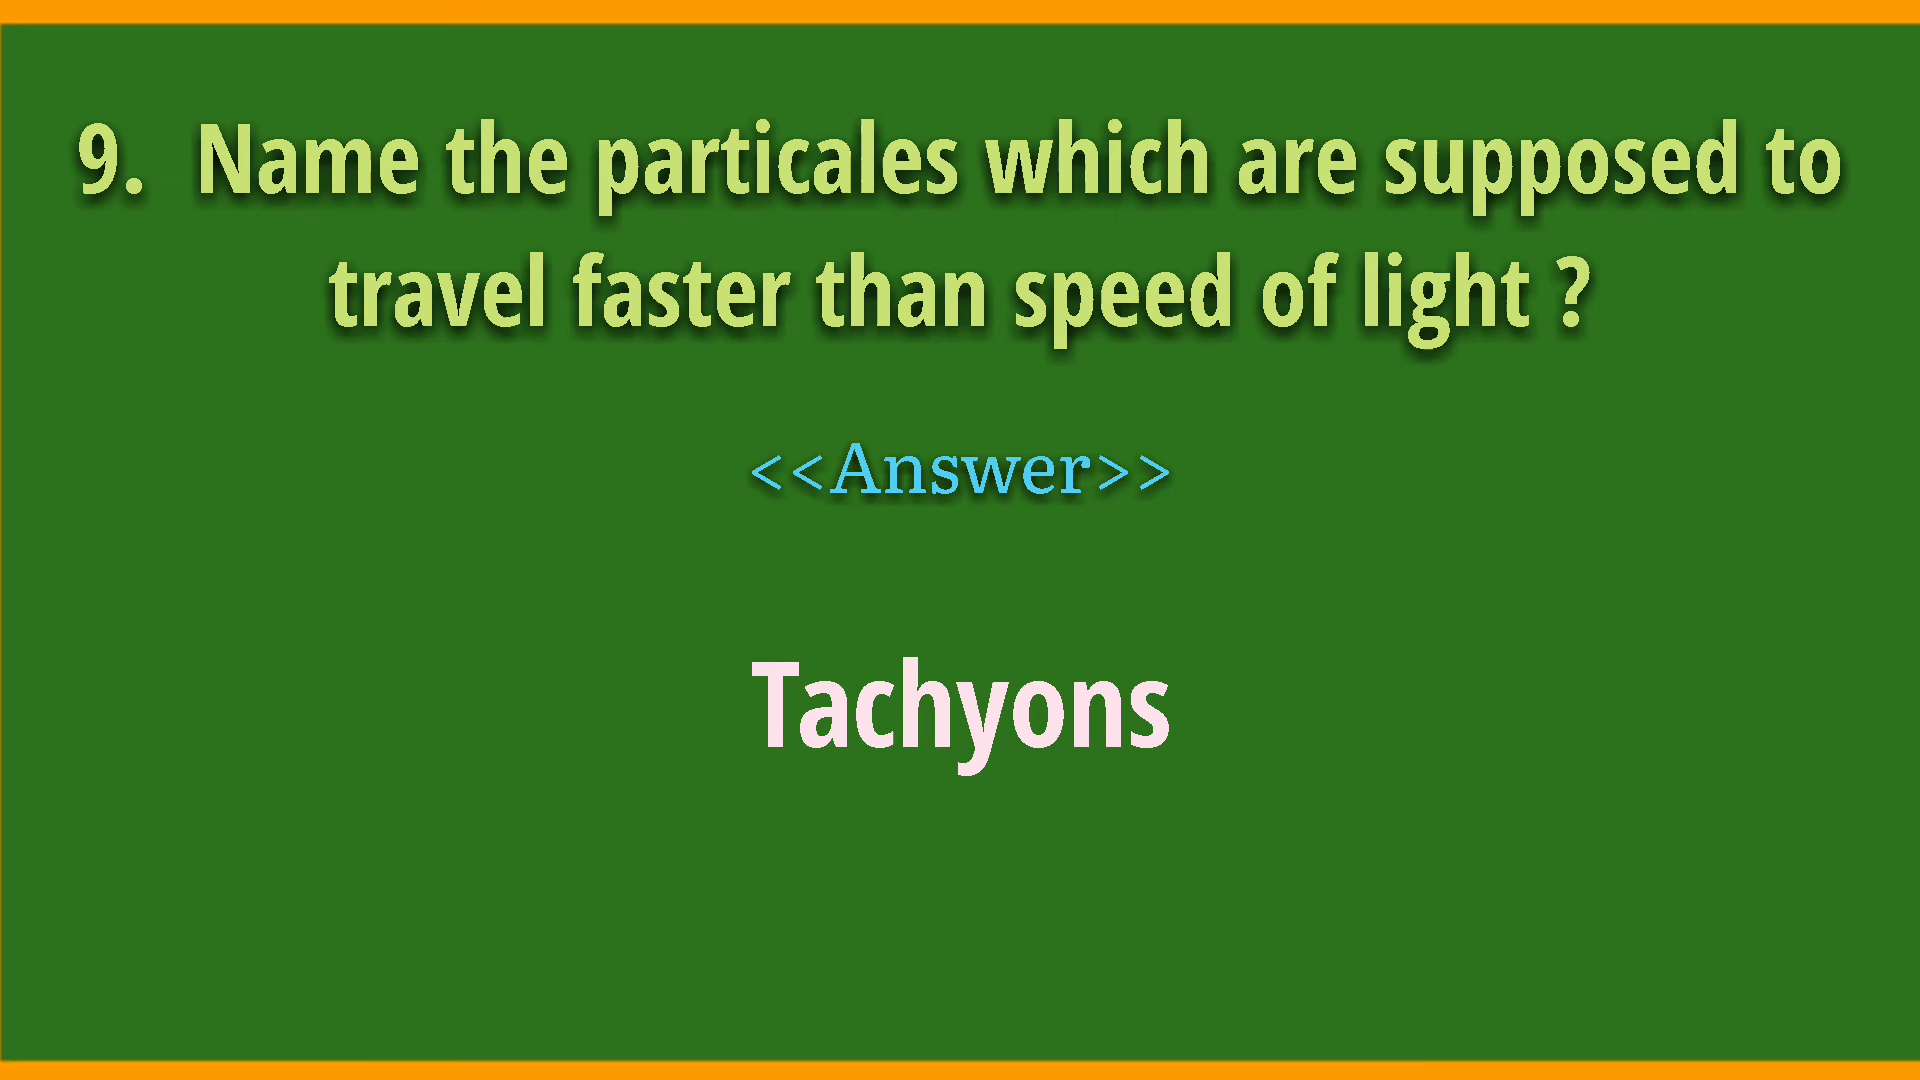 9. Name the particales which are supposed to
travel faster than speed of light ?
<<Answer>>
Tachyons